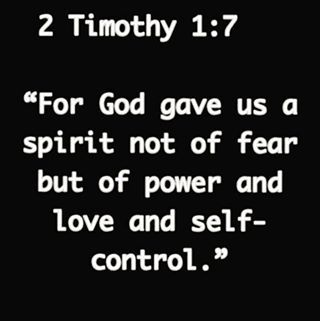 2 Timothy 1:7
“For God gave us a
spirit not of fear
but of power and
love and self-
control.”